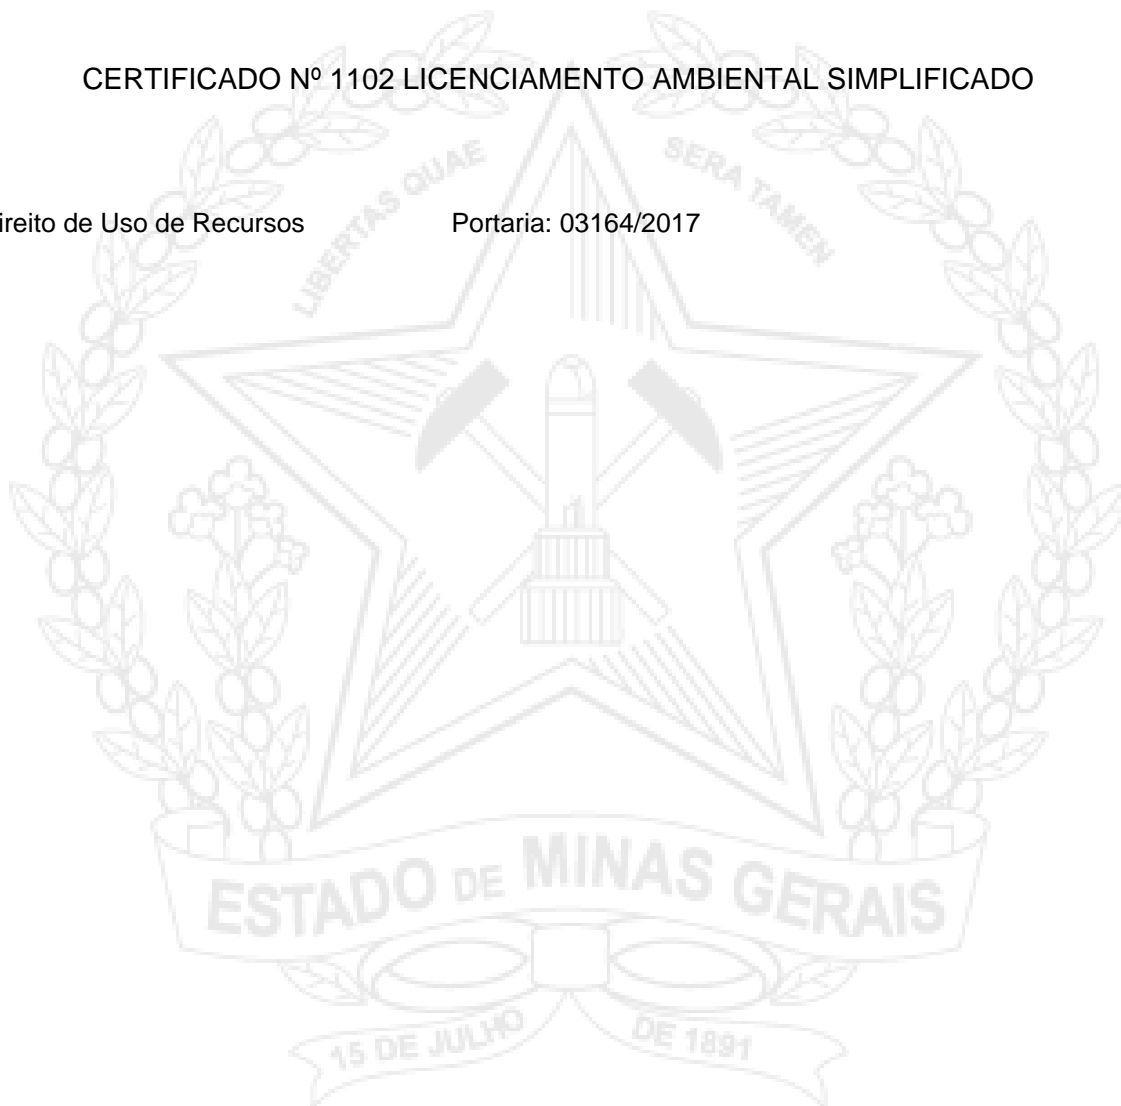 CERTIFICADO Nº 1102 LICENCIAMENTO AMBIENTAL SIMPLIFICADO
LIBERTAS QUAE SERA TAMEN
ireito de Uso de Recursos Portaria: 03164/2017
ESTADO DE MINAS GERAIS
15 DE JULHO DE 1891